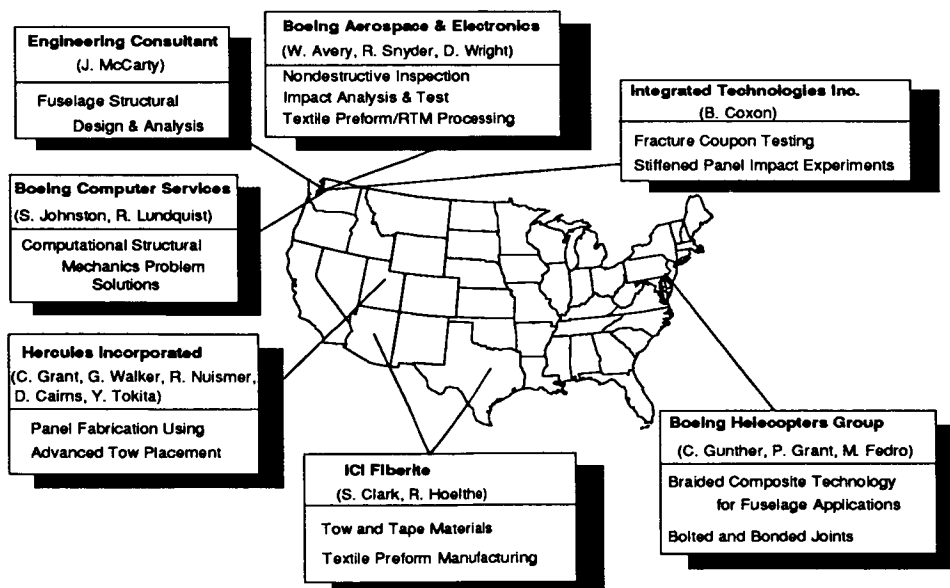 Engineering Consultant
(J. McCarty)
Fuselage Structural
Design & Analysis
Boeing Aerospace & Electronics
(W. Avery, R. Snyder, D. Wright)
Nondestructive Inspection
Impact Analysis & Test
Textile Preform/RTM Processing
Integrated Technologies Inc.
(B. Coxon)
Fracture Coupon Testing
Stiffened Panel Impact Experiments
Boeing Computer Services
(S. Johnston, R. Lundquist)
Computational Structural
Mechanics Problem
Solutions
Hercules Incorporated
(C. Grant, G. Walker, R. Nuismer,
D. Cairns, Y. Tokita)
Panel Fabrication Using
Advanced Tow Placement
ICI Fiberite
(S. Clark, R. Hoelthe)
Tow and Tape Materials
Textile Preform Manufacturing
Boeing Helecopters Group
(C. Gunther, P. Grant, M. Fedro)
Braided Composite Technology
for Fuselage Applications
Bolted and Bonded Joints